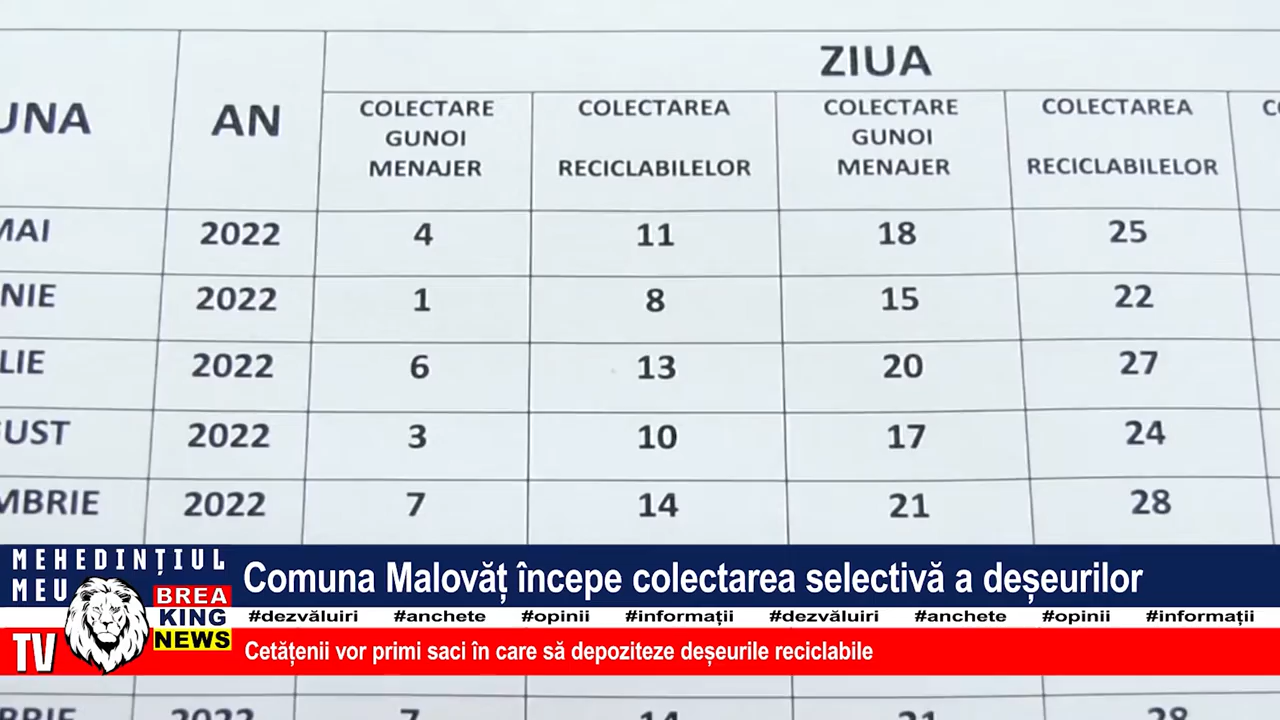 ZIUA
UNA AN COLECTARE GUNOI MENAJER COLECTAREA RECICLABILELOR COLECTARE GUNOI MENAJER COLECTAREA RECICLABILELOR
MAI 2022 4 11 18 25
NIE 2022 1 8 15 22
LIE 2022 6 13 20 27
UST 2022 3 10 17 24
MBRIE 2022 7 14 21 28
MEHEDINȚIUL
MEU
BREA
KING
NEWS
TV
Comuna Malovăț începe colectarea selectivă a deșeurilor
#dezvăluiri #anchete #opinii #informații #dezvăluiri #anchete #opinii #informații
Cetățenii vor primi saci în care să depoziteze deșeurile reciclabile